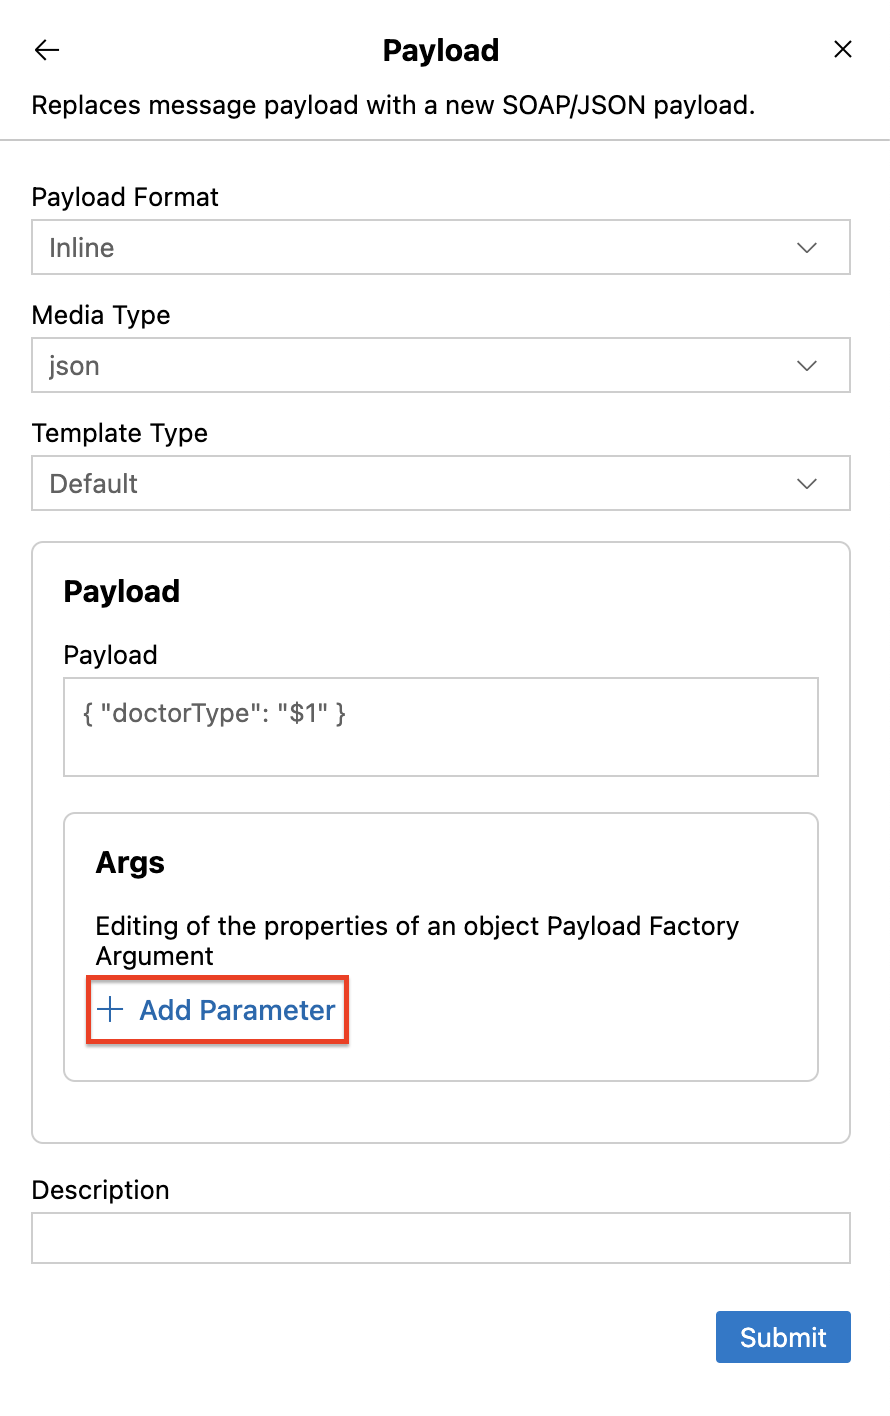 Payload
Replaces message payload with a new SOAP/JSON payload.
Payload Format
Inline
Media Type
json
Template Type
Default
Payload
Payload
{ "doctorType": "$1" }
Args
Editing of the properties of an object Payload Factory
Argument
Add Parameter
Description
Submit